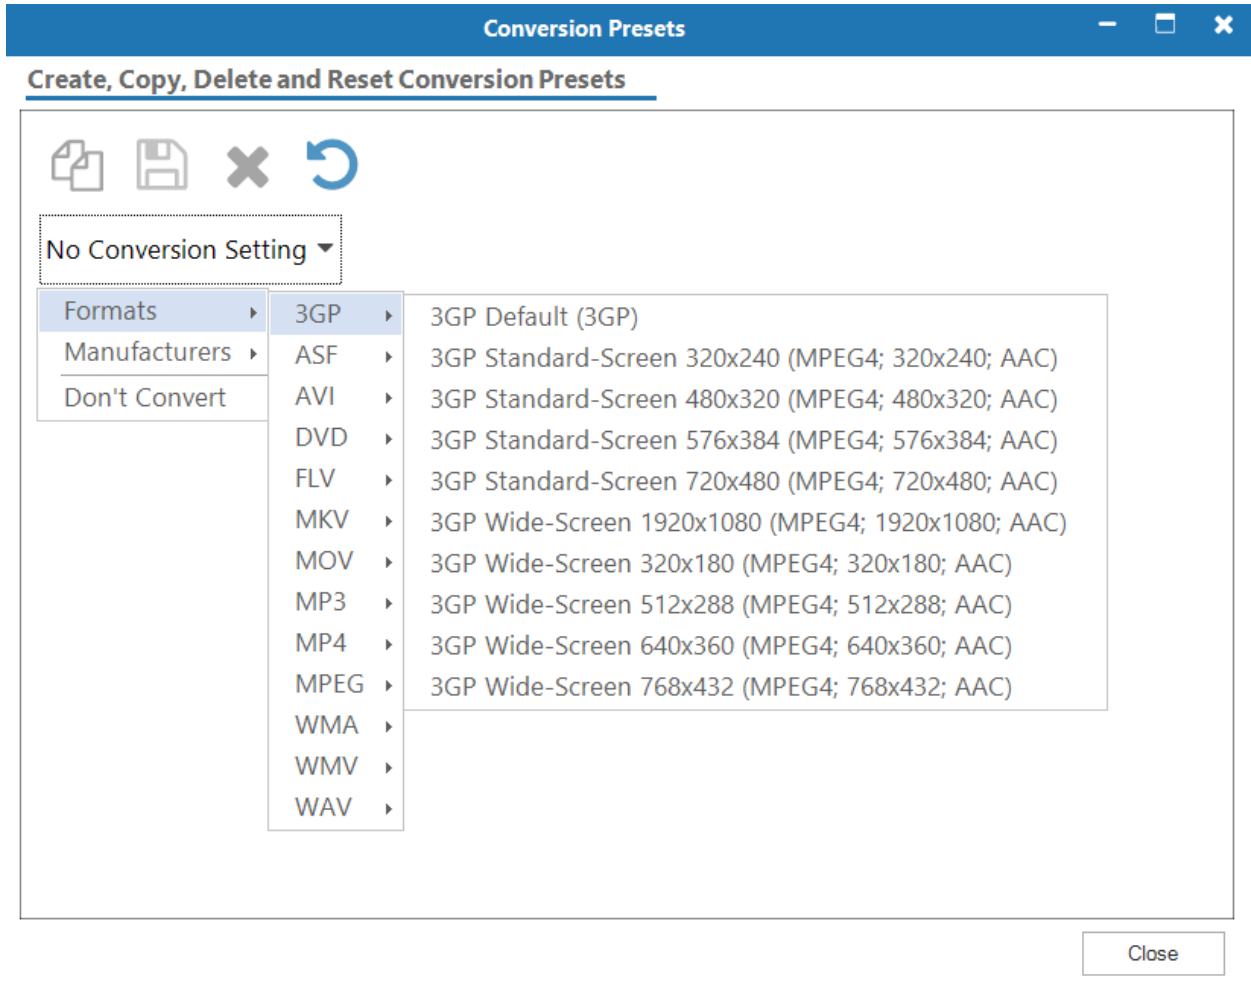 Conversion Presets
Create, Copy, Delete and Reset Conversion Presets
No Conversion Setting
Formats
Manufacturers
Don't Convert
3GP
ASF
AVI
DVD
FLV
MKV
MOV
MP3
MP4
MPEG
WMA
WMV
WAV
3GP Default (3GP)
3GP Standard-Screen 320x240 (MPEG4; 320x240; AAC)
3GP Standard-Screen 480x320 (MPEG4; 480x320; AAC)
3GP Standard-Screen 576x384 (MPEG4; 576x384; AAC)
3GP Standard-Screen 720x480 (MPEG4; 720x480; AAC)
3GP Wide-Screen 1920x1080 (MPEG4; 1920x1080; AAC)
3GP Wide-Screen 320x180 (MPEG4; 320x180; AAC)
3GP Wide-Screen 512x288 (MPEG4; 512x288; AAC)
3GP Wide-Screen 640x360 (MPEG4; 640x360; AAC)
3GP Wide-Screen 768x432 (MPEG4; 768x432; AAC)
Close